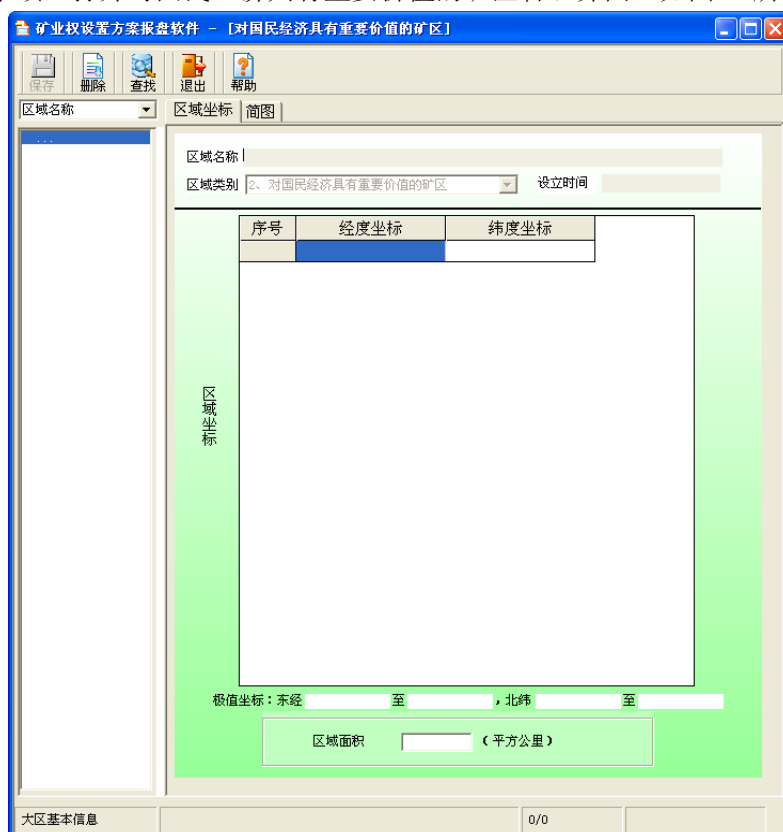 矿业权设置方案报盘软件 - [对国民经济具有重要价值的矿区]
保存 删除 查找 退出 帮助
区域名称 区域坐标 简图
...
区域名称
区域类别 2、对国民经济具有重要价值的矿区 设立时间
序号 经度坐标 纬度坐标
区域坐标
极值坐标：东经 至 ，北纬 至
区域面积 （平方公里）
大区基本信息 0/0